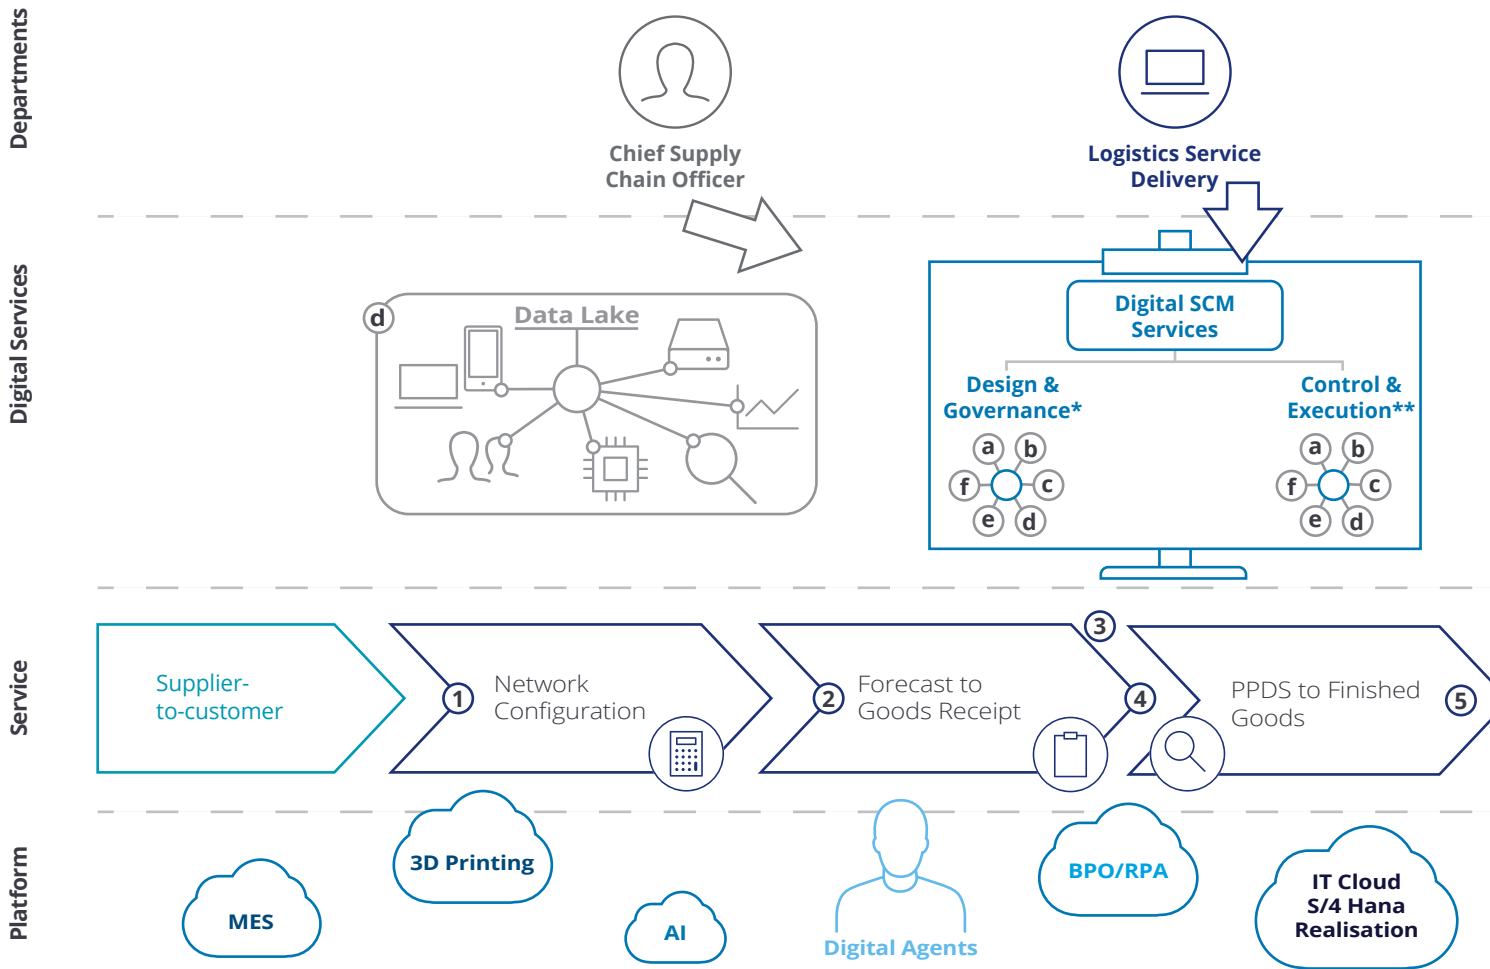 Departments
Chief Supply
Chain Officer
Logistics Service
Delivery
Digital Services
d
Data Lake
Digital SCM
Services
Design &
Governance*
a
b
c
d
e
f
Control &
Execution**
a
b
c
d
e
f
Service
Supplier-
to-customer
1
Network
Configuration
2
Forecast to
Goods Receipt
3
4
PPDS to Finished
Goods
5
Platform
MES
3D Printing
AI
Digital Agents
BPO/RPA
IT Cloud
S/4 Hana
Realisation